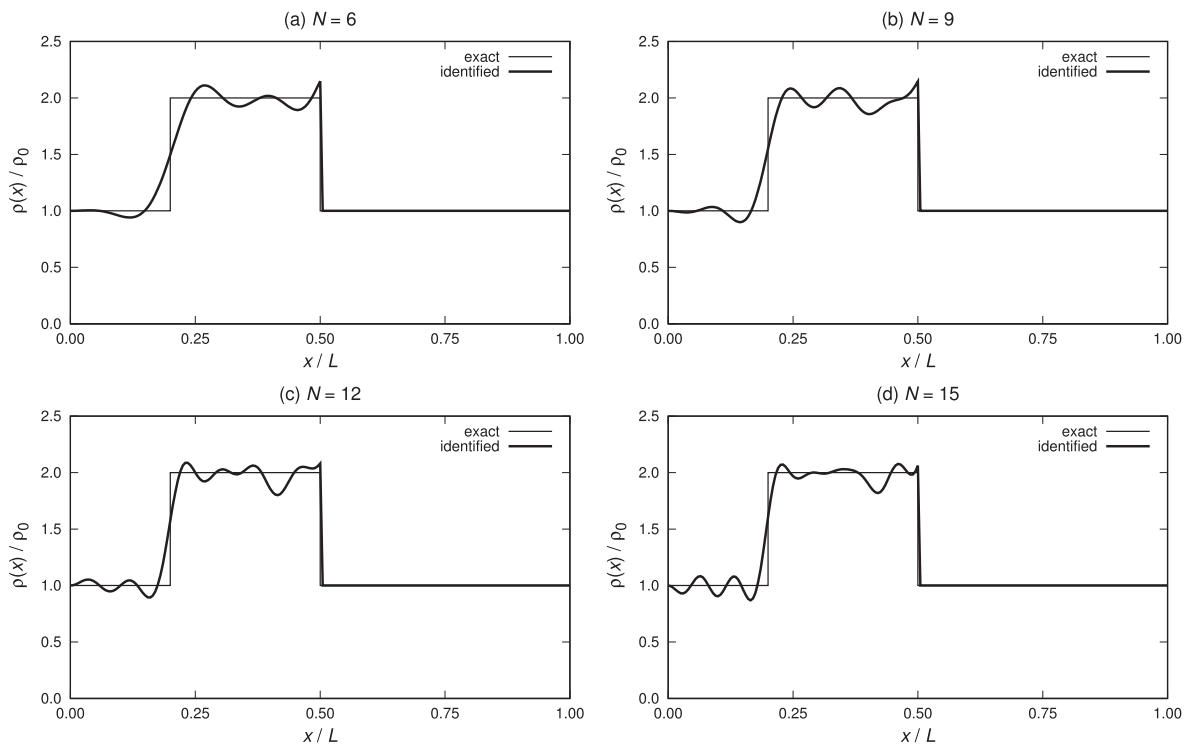 (a) N = 6
2.5
2.0
1.5
1.0
0.5
0.0
ρ(x) / ρ0
exact
identified
0.00 0.25 0.50 0.75 1.00
x / L
(b) N = 9
2.5
2.0
1.5
1.0
0.5
0.0
ρ(x) / ρ0
exact
identified
0.00 0.25 0.50 0.75 1.00
x / L
(c) N = 12
2.5
2.0
1.5
1.0
0.5
0.0
ρ(x) / ρ0
exact
identified
0.00 0.25 0.50 0.75 1.00
x / L
(d) N = 15
2.5
2.0
1.5
1.0
0.5
0.0
ρ(x) / ρ0
exact
identified
0.00 0.25 0.50 0.75 1.00
x / L